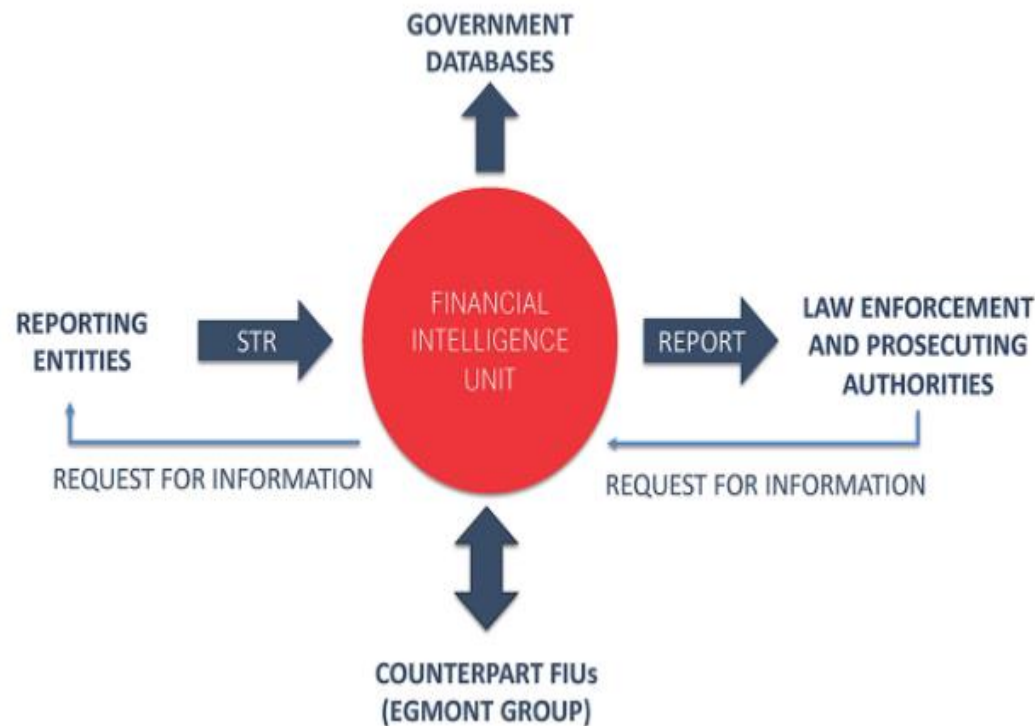 GOVERNMENT
DATABASES
REPORTING
ENTITIES
STR
FINANCIAL
INTELLIGENCE
UNIT
REPORT
LAW ENFORCEMENT
AND PROSECUTING
AUTHORITIES
REQUEST FOR INFORMATION
REQUEST FOR INFORMATION
COUNTERPART FIUs
(EGMONT GROUP)